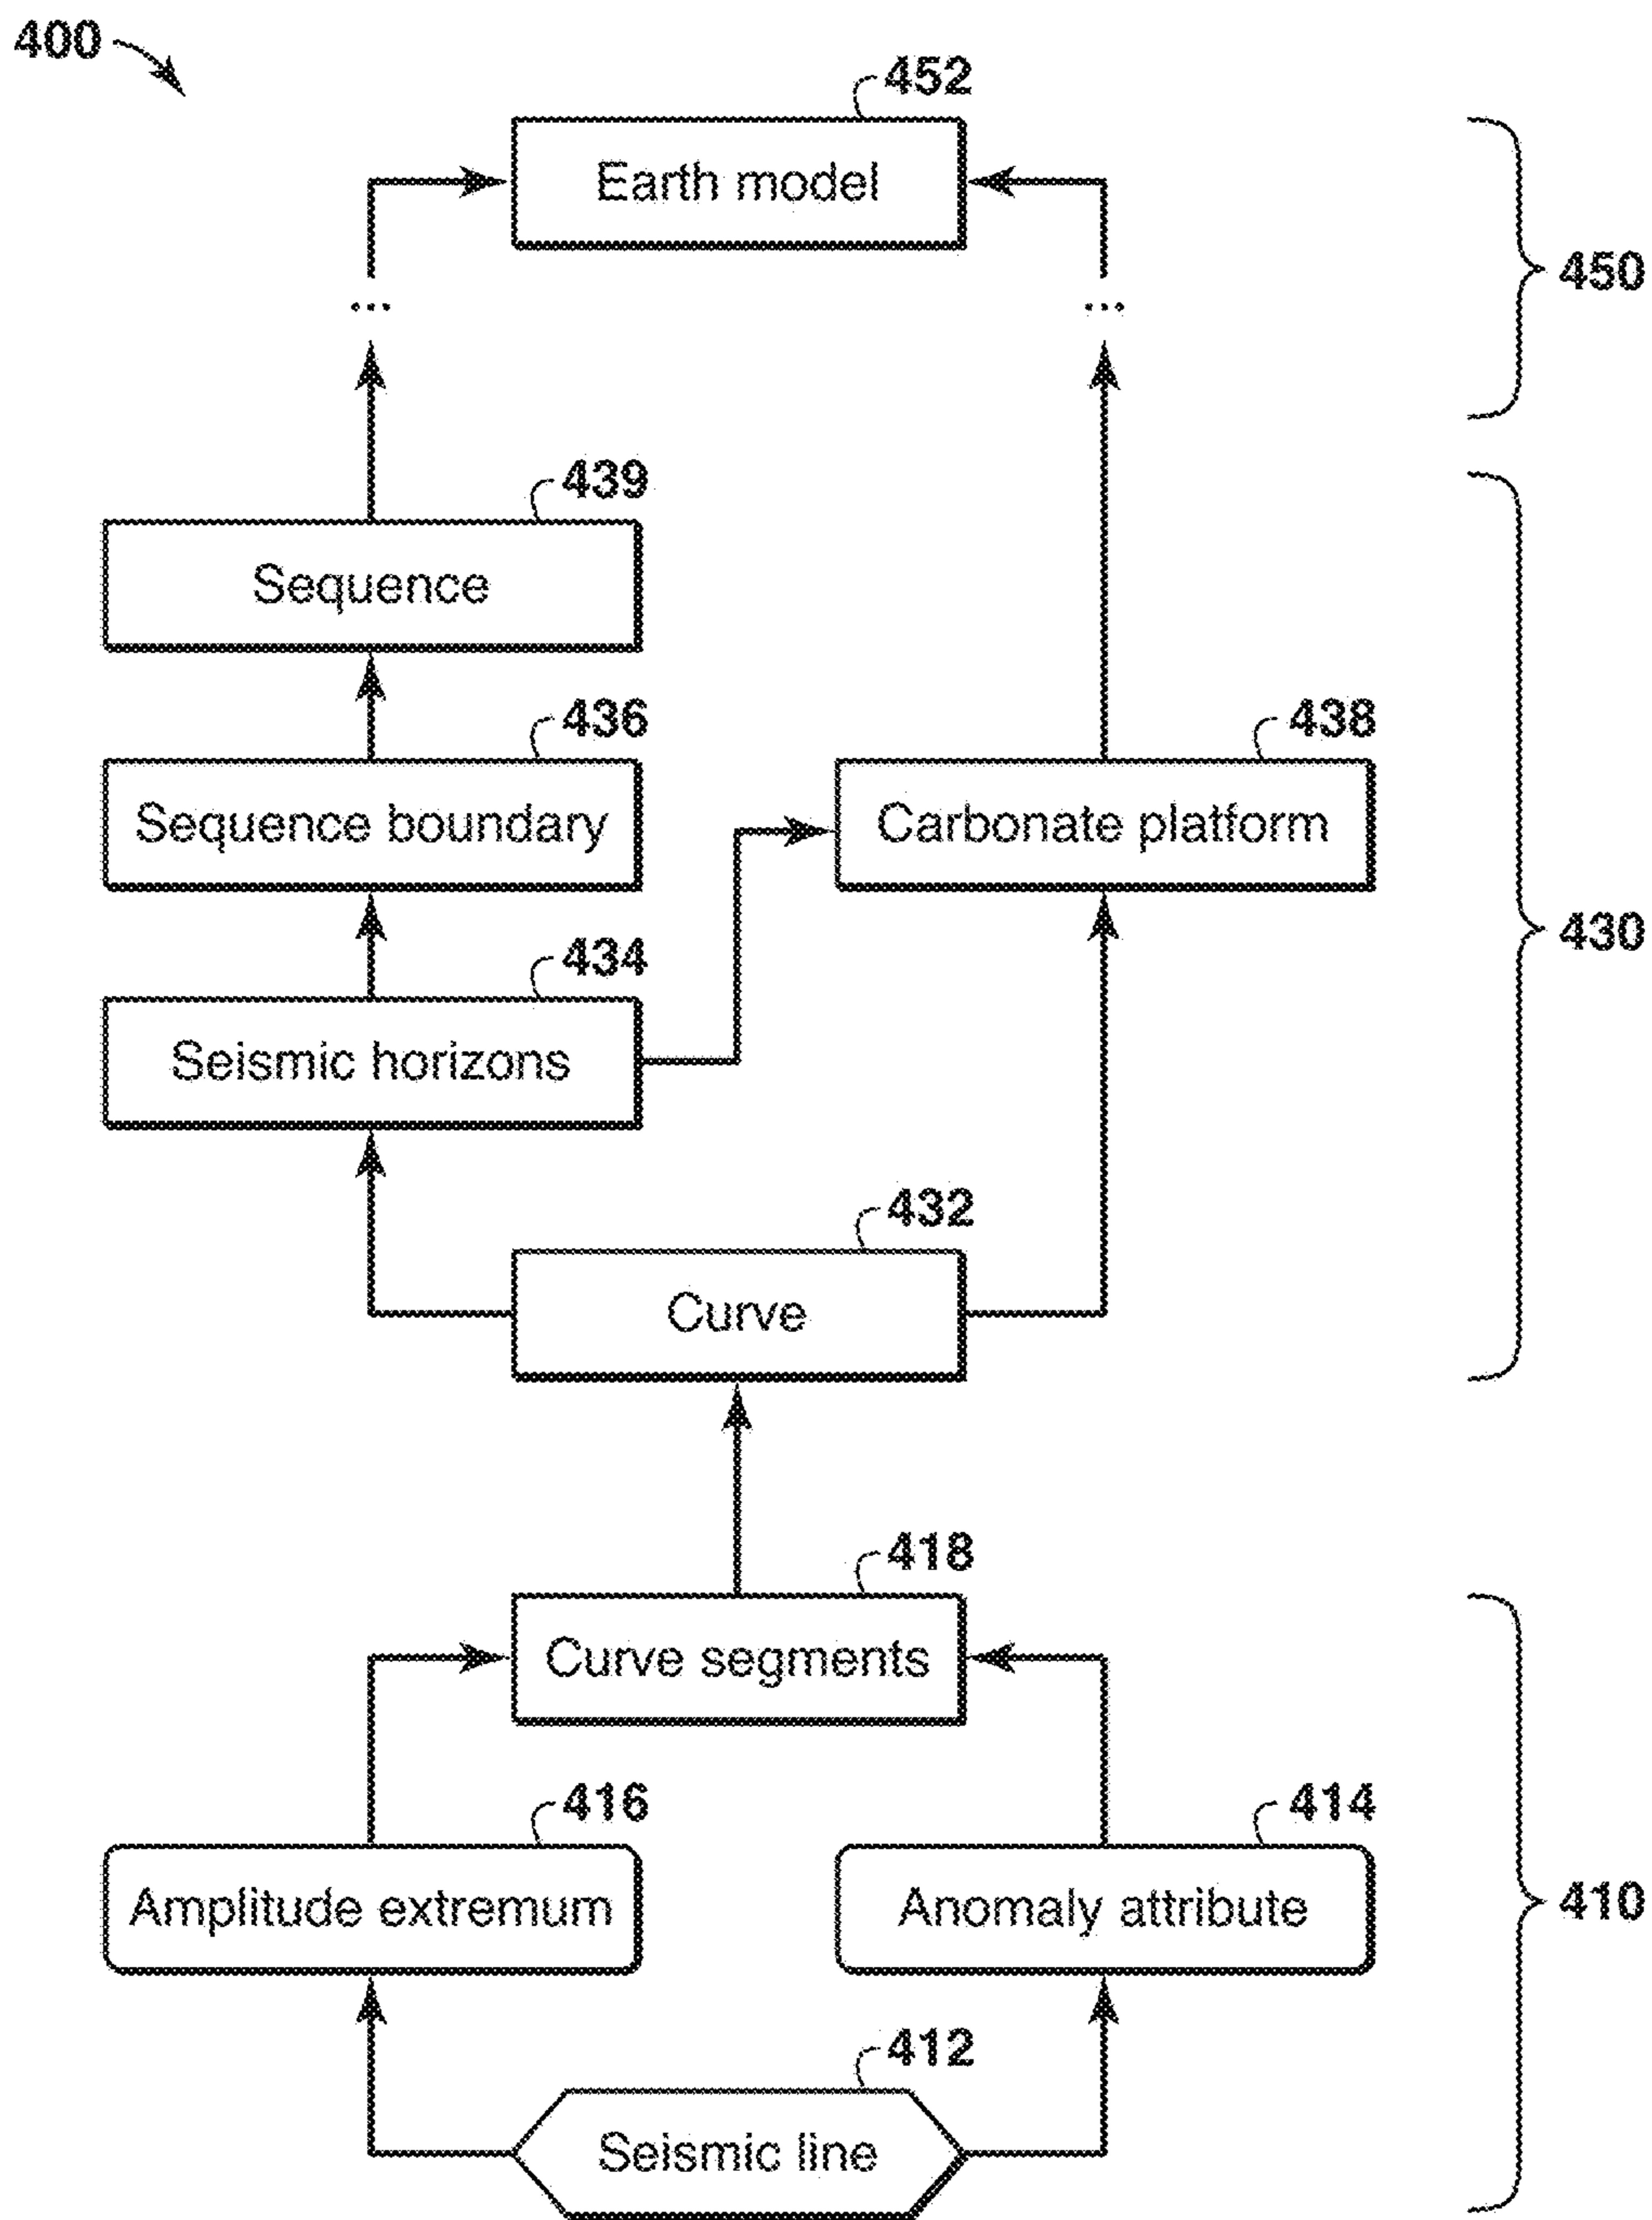 400
452
Earth model
450
...
...
439
Sequence
436
Sequence boundary
438
Carbonate platform
430
434
Seismic horizons
432
Curve
418
Curve segments
416
Amplitude extremum
414
Anomaly attribute
410
412
Seismic line